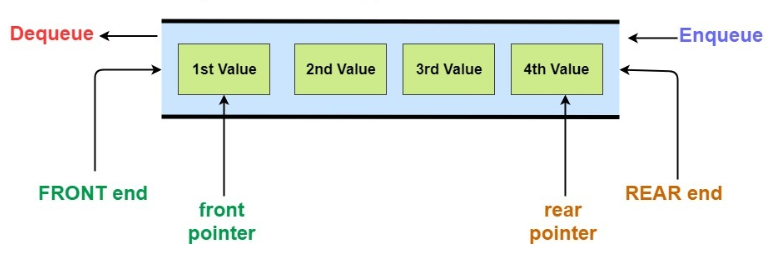 Dequeue
Enqueue
1st Value
2nd Value
3rd Value
4th Value
FRONT end
front
pointer
rear
pointer
REAR end